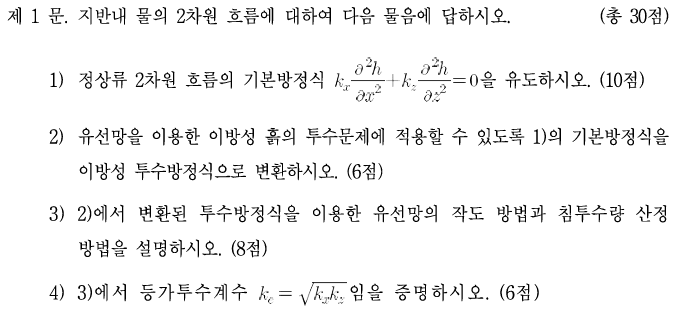 제 1 문. 지반내 물의 2차원 흐름에 대하여 다음 물음에 답하시오. (총 30점)
1) 정상류 2차원 흐름의 기본방정식 $k_x \frac{\partial^2 h}{\partial x^2} + k_z \frac{\partial^2 h}{\partial z^2} = 0$을 유도하시오. (10점)
2) 유선망을 이용한 이방성 흙의 투수문제에 적용할 수 있도록 1)의 기본방정식을
이방성 투수방정식으로 변환하시오. (6점)
3) 2)에서 변환된 투수방정식을 이용한 유선망의 작도 방법과 침투수량 산정
방법을 설명하시오. (8점)
4) 3)에서 등가투수계수 $k_e = \sqrt{k_x k_z}$임을 증명하시오. (6점)